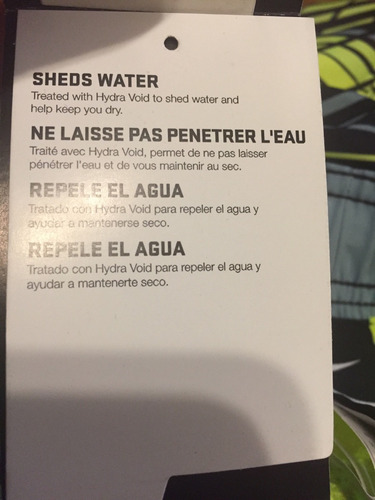 SHEDS WATER
Treated with Hydra Void to shed water and
help keep you dry.
NE LAISSE PAS PENETRER L'EAU
Traité avec Hydra Void, permet de ne pas laisser
pénétrer l'eau et de vous maintenir au sec.
REPELE EL AGUA
Tratado con Hydra Void para repeler el agua y
ayudar a mantenerse seco.
REPELE EL AGUA
Tratado con Hydra Void para repeler el agua y
ayudar a mantenerte seco.